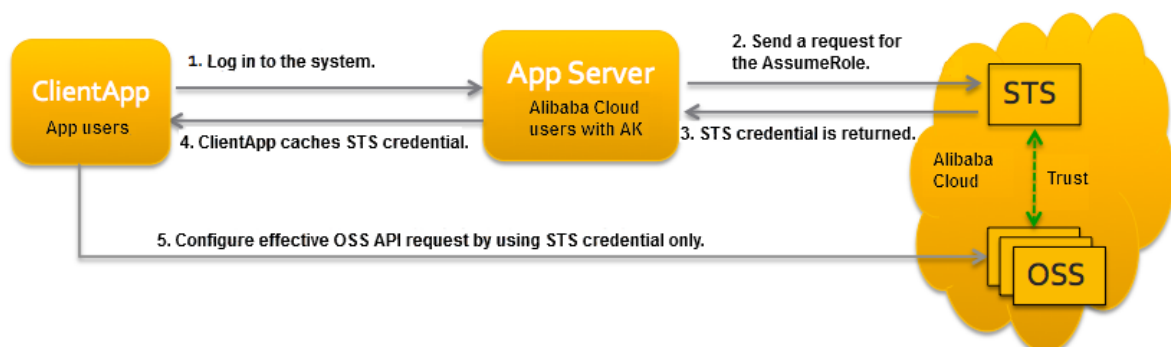 1. Log in to the system.
2. Send a request for
the AssumeRole.
ClientApp
App users
App Server
Alibaba Cloud
users with AK
STS
3. STS credential is returned.
4. ClientApp caches STS credential.
Alibaba
Cloud
Trust
5. Configure effective OSS API request by using STS credential only.
OSS